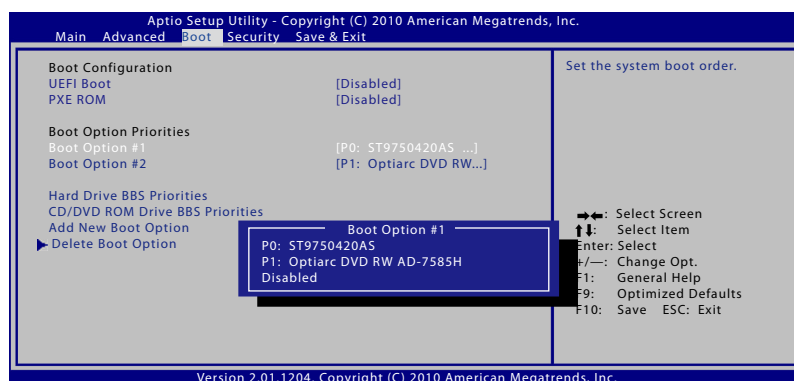 Aptio Setup Utility - Copyright (C) 2010 American Megatrends, Inc.
Main Advanced Boot Security Save & Exit
Boot Configuration
UEFI Boot [Disabled]
PXE ROM [Disabled]
Boot Option Priorities
Boot Option #1 [P0: ST9750420AS ...]
Boot Option #2 [P1: Optiarc DVD RW...]
Hard Drive BBS Priorities
CD/DVD ROM Drive BBS Priorities
Add New Boot Option
Delete Boot Option
Boot Option #1
P0: ST9750420AS
P1: Optiarc DVD RW AD-7585H
Disabled
Set the system boot order.
→←: Select Screen
↑↓: Select Item
Enter: Select
+/—: Change Opt.
F1: General Help
F9: Optimized Defaults
F10: Save ESC: Exit
Version 2.01.1204. Copyright (C) 2010 American Megatrends, Inc.